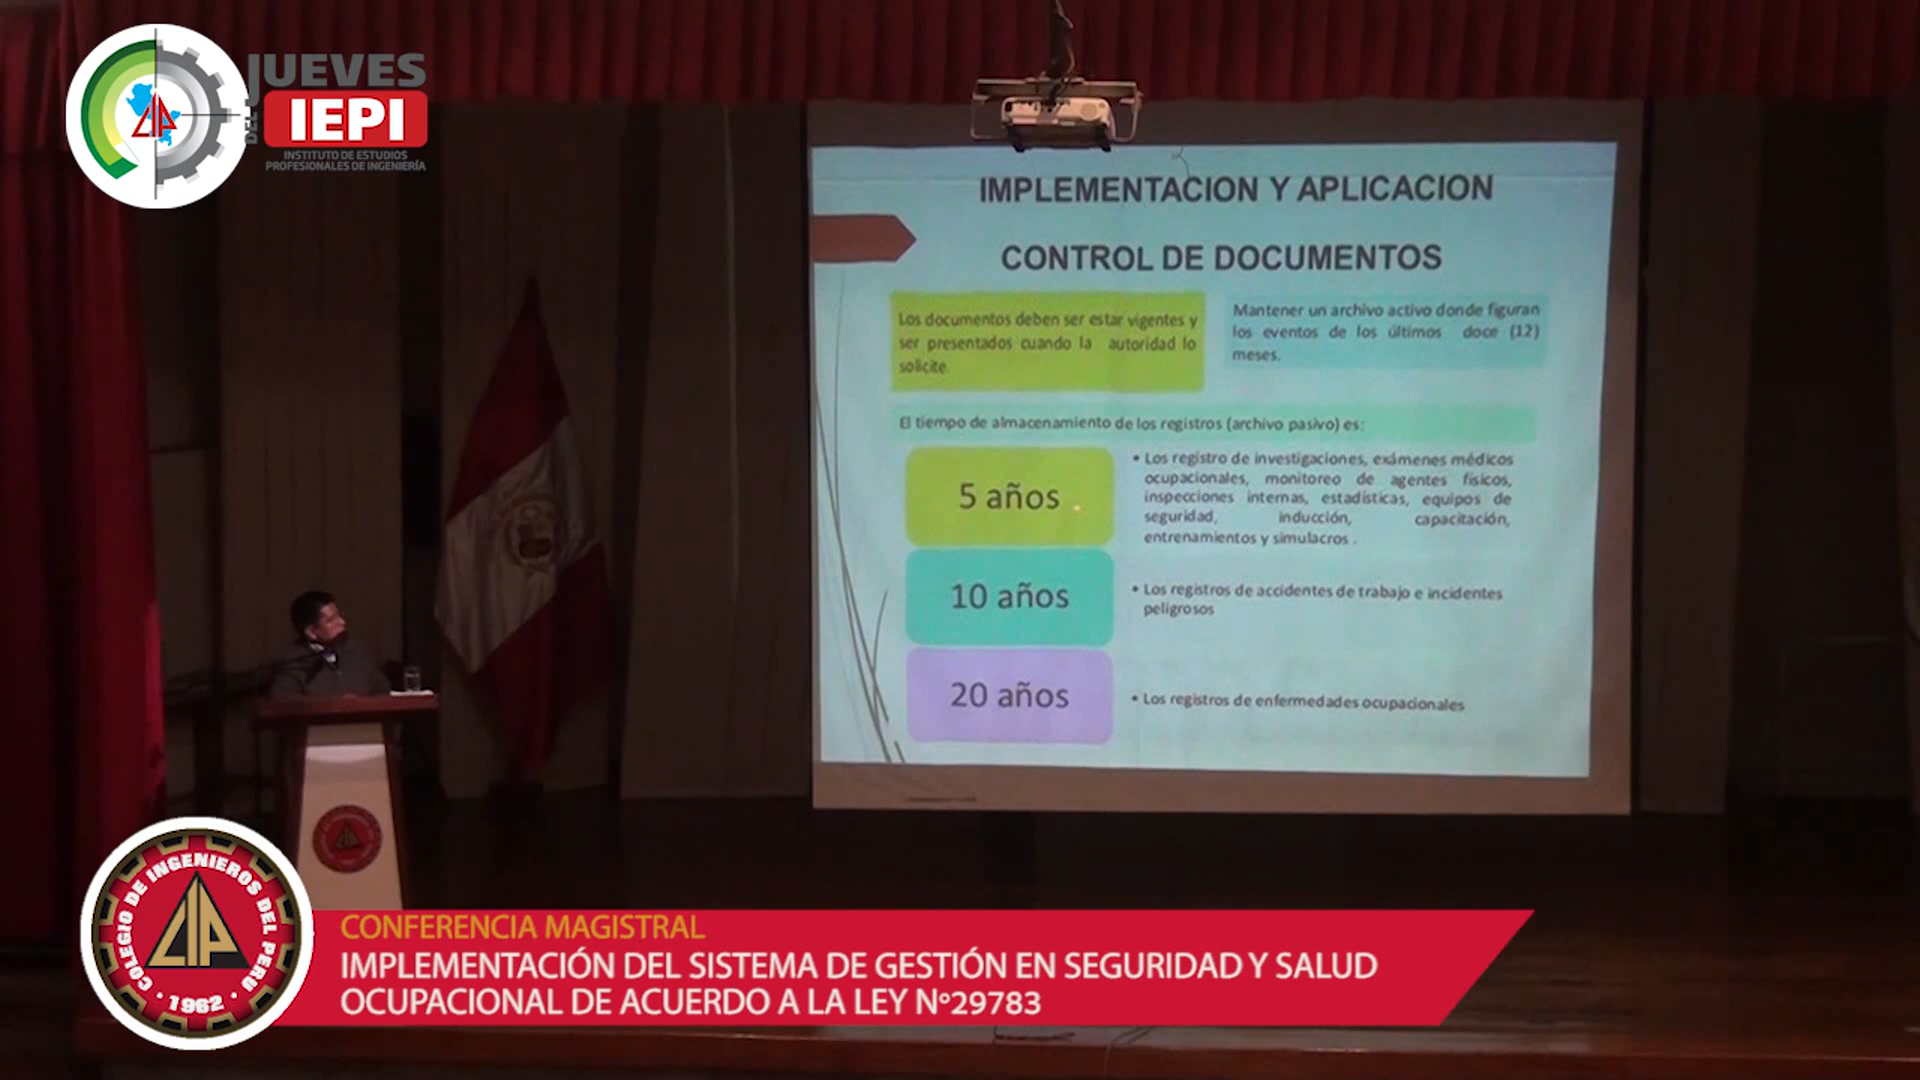 JUEVES
DEL
IEPI
INSTITUTO DE ESTUDIOS
PROFESIONALES DE INGENIERÍA
IMPLEMENTACION Y APLICACION
CONTROL DE DOCUMENTOS
Los documentos deben ser estar vigentes y
ser presentados cuando la autoridad lo
solicite.
Mantener un archivo activo donde figuran
los eventos de los últimos doce (12)
meses.
El tiempo de almacenamiento de los registros (archivo pasivo) es:
5 años
• Los registro de investigaciones, exámenes médicos
ocupacionales, monitoreo de agentes físicos,
inspecciones internas, estadísticas, equipos de
seguridad, inducción, capacitación,
entrenamientos y simulacros .
10 años
• Los registros de accidentes de trabajo e incidentes
peligrosos
20 años
• Los registros de enfermedades ocupacionales
COLEGIO DE INGENIEROS DEL PERU
CIP
· 1962 ·
CONFERENCIA MAGISTRAL
IMPLEMENTACIÓN DEL SISTEMA DE GESTIÓN EN SEGURIDAD Y SALUD
OCUPACIONAL DE ACUERDO A LA LEY N°29783